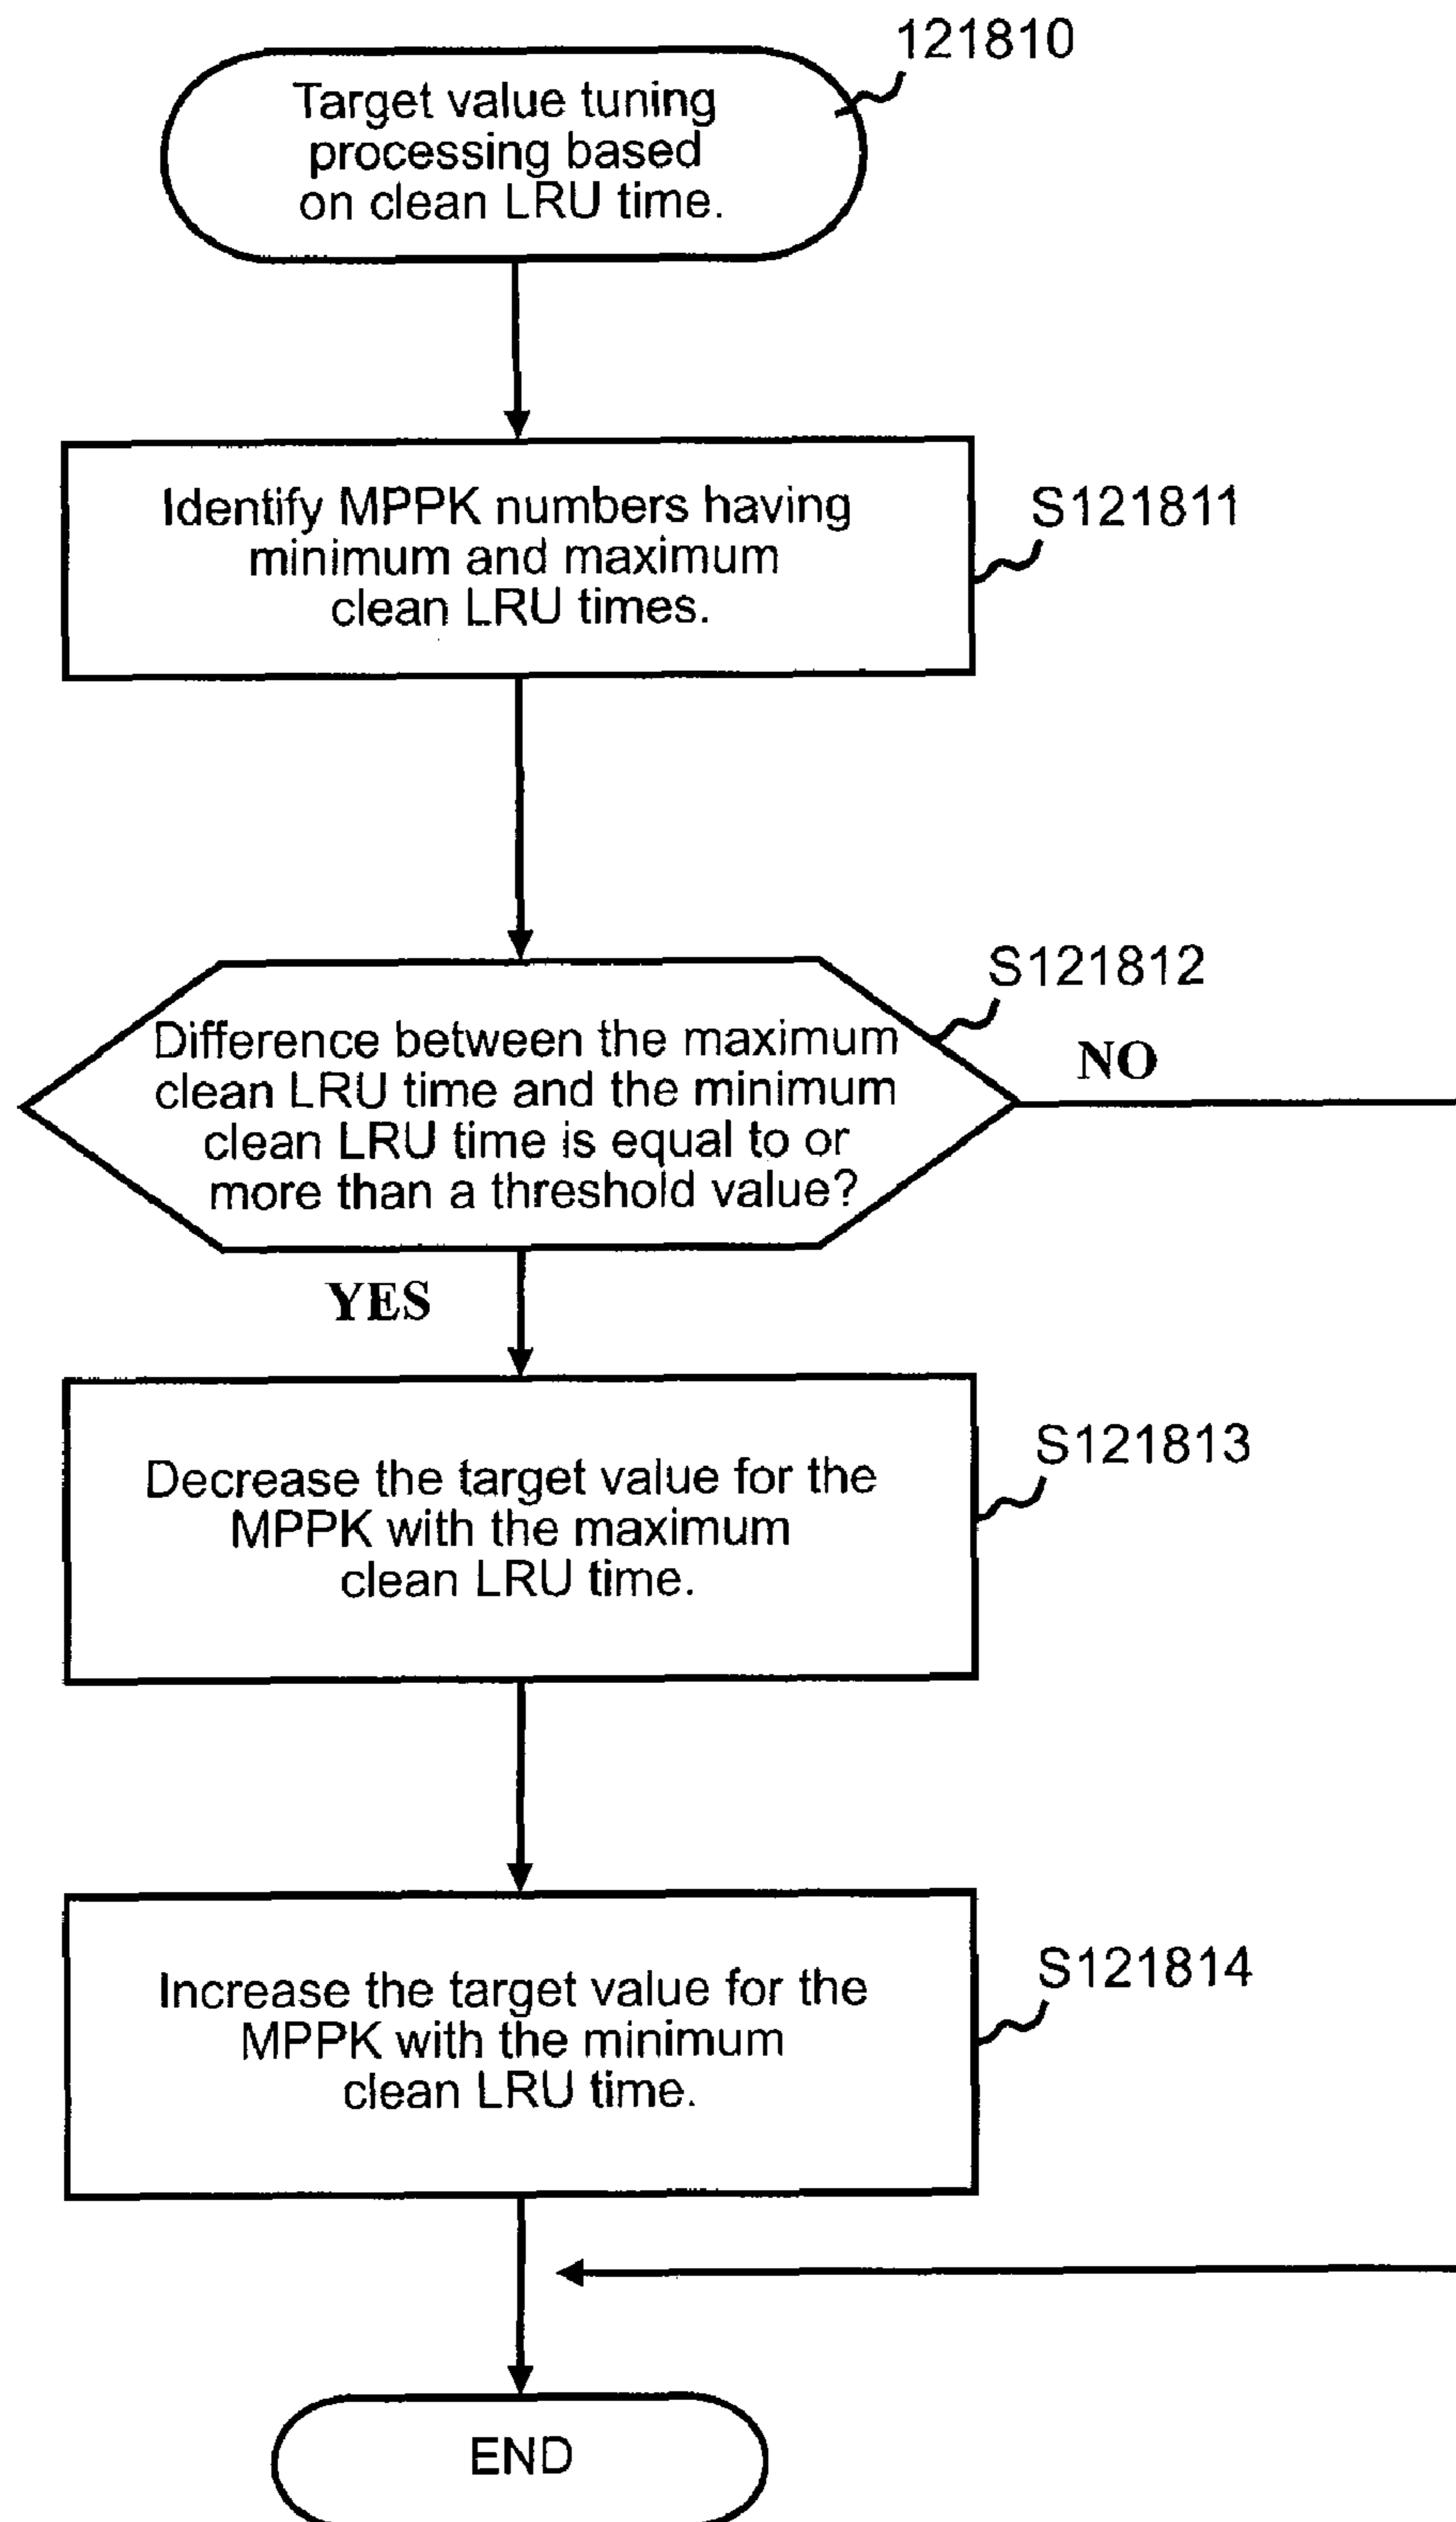 121810
Target value tuning
processing based
on clean LRU time.
Identify MPPK numbers having
minimum and maximum
clean LRU times.
S121811
S121812
Difference between the maximum
clean LRU time and the minimum
clean LRU time is equal to or
more than a threshold value?
NO
YES
Decrease the target value for the
MPPK with the maximum
clean LRU time.
S121813
Increase the target value for the
MPPK with the minimum
clean LRU time.
S121814
END